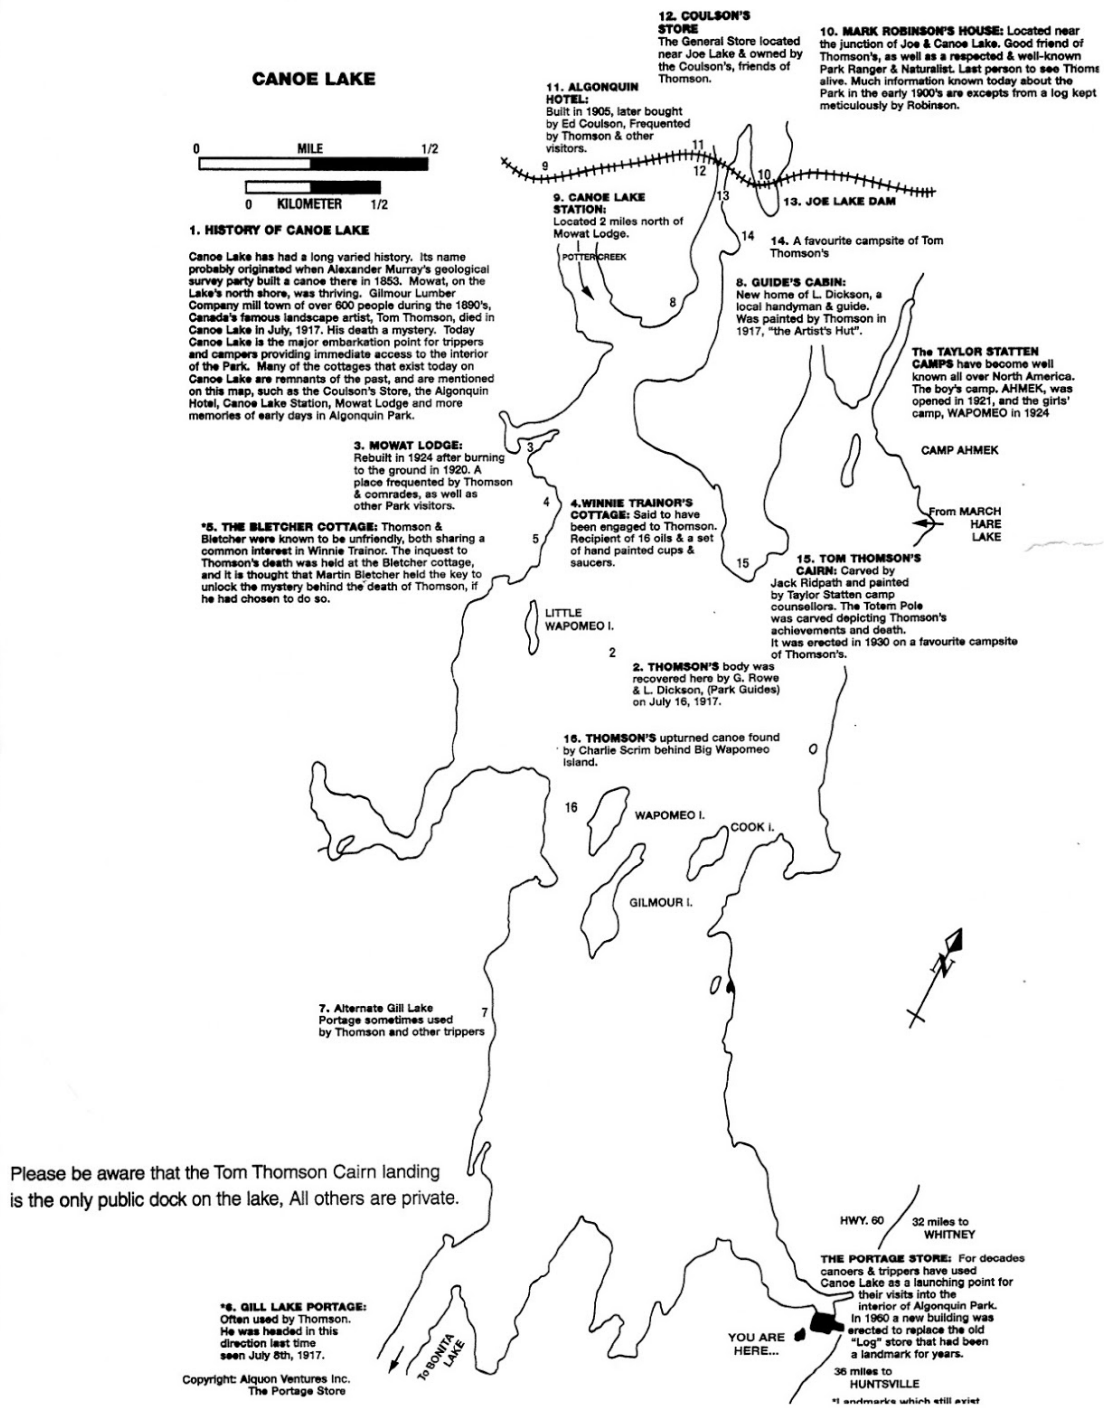 CANOE LAKE
0 MILE 1/2
0 KILOMETER 1/2
12. COULSON'S
STORE
The General Store located
near Joe Lake & owned by
the Coulson's, friends of
Thomson.
10. MARK ROBINSON'S HOUSE: Located near
the junction of Joe & Canoe Lake. Good friend of
Thomson's, as well as a respected & well-known
Park Ranger & Naturalist. Last person to see Thoms
alive. Much information known today about the
Park in the early 1900's are excepts from a log kept
meticulously by Robinson.
11. ALGONQUIN
HOTEL:
Built in 1905, later bought
by Ed Coulson, Frequented
by Thomson & other
visitors.
9
11
12
10
13
13. JOE LAKE DAM
9. CANOE LAKE
STATION:
Located 2 miles north of
Mowat Lodge.
POTTER CREEK
14
14. A favourite campsite of Tom
Thomson's
8
8. GUIDE'S CABIN:
New home of L. Dickson, a
local handyman & guide.
Was painted by Thomson in
1917, "the Artist's Hut".
1. HISTORY OF CANOE LAKE
Canoe Lake has had a long varied history. Its name
probably originated when Alexander Murray's geological
survey party built a canoe there in 1853. Mowat, on the
Lake's north shore, was thriving. Gilmour Lumber
Company mill town of over 600 people during the 1890's,
Canada's famous landscape artist, Tom Thomson, died in
Canoe Lake in July, 1917. His death a mystery. Today
Canoe Lake is the major embarkation point for trippers
and campers providing immediate access to the interior
of the Park. Many of the cottages that exist today on
Canoe Lake are remnants of the past, and are mentioned
on this map, such as the Coulson's Store, the Algonquin
Hotel, Canoe Lake Station, Mowat Lodge and more
memories of early days in Algonquin Park.
The TAYLOR STATTEN
CAMPS have become well
known all over North America.
The boy's camp. AHMEK, was
opened in 1921, and the girls'
camp, WAPOMEO in 1924
CAMP AHMEK
3. MOWAT LODGE:
Rebuilt in 1924 after burning
to the ground in 1920. A
place frequented by Thomson
& comrades, as well as
other Park visitors.
3
4
4.WINNIE TRAINOR'S
COTTAGE: Said to have
been engaged to Thomson.
Recipient of 16 oils & a set
of hand painted cups &
saucers.
From MARCH
HARE
LAKE
*5. THE BLETCHER COTTAGE: Thomson &
Bletcher were known to be unfriendly, both sharing a
common interest in Winnie Trainor. The inquest to
Thomson's death was held at the Bletcher cottage,
and it is thought that Martin Bletcher held the key to
unlock the mystery behind the death of Thomson, if
he had chosen to do so.
5
15
15. TOM THOMSON'S
CAIRN: Carved by
Jack Ridpath and painted
by Taylor Statten camp
counsellors. The Totem Pole
was carved depicting Thomson's
achievements and death.
It was erected in 1930 on a favourite campsite
of Thomson's.
LITTLE
WAPOMEO I.
2
2. THOMSON'S body was
recovered here by G. Rowe
& L. Dickson, (Park Guides)
on July 16, 1917.
16. THOMSON'S upturned canoe found
by Charlie Scrim behind Big Wapomeo
Island.
16
WAPOMEO I.
COOK I.
GILMOUR I.
N
7. Alternate Gill Lake
Portage sometimes used
by Thomson and other trippers
7
Please be aware that the Tom Thomson Cairn landing
is the only public dock on the lake, All others are private.
HWY. 60
32 miles to
WHITNEY
THE PORTAGE STORE: For decades
canoers & trippers have used
Canoe Lake as a launching point for
their visits into the
interior of Algonquin Park.
In 1960 a new building was
erected to replace the old
"Log" store that had been
a landmark for years.
YOU ARE
HERE...
*6. GILL LAKE PORTAGE:
Often used by Thomson.
He was headed in this
direction last time
seen July 8th, 1917.
To BONITA
LAKE
Copyright: Alquon Ventures Inc.
The Portage Store
36 miles to
HUNTSVILLE
*Landmarks which still exist